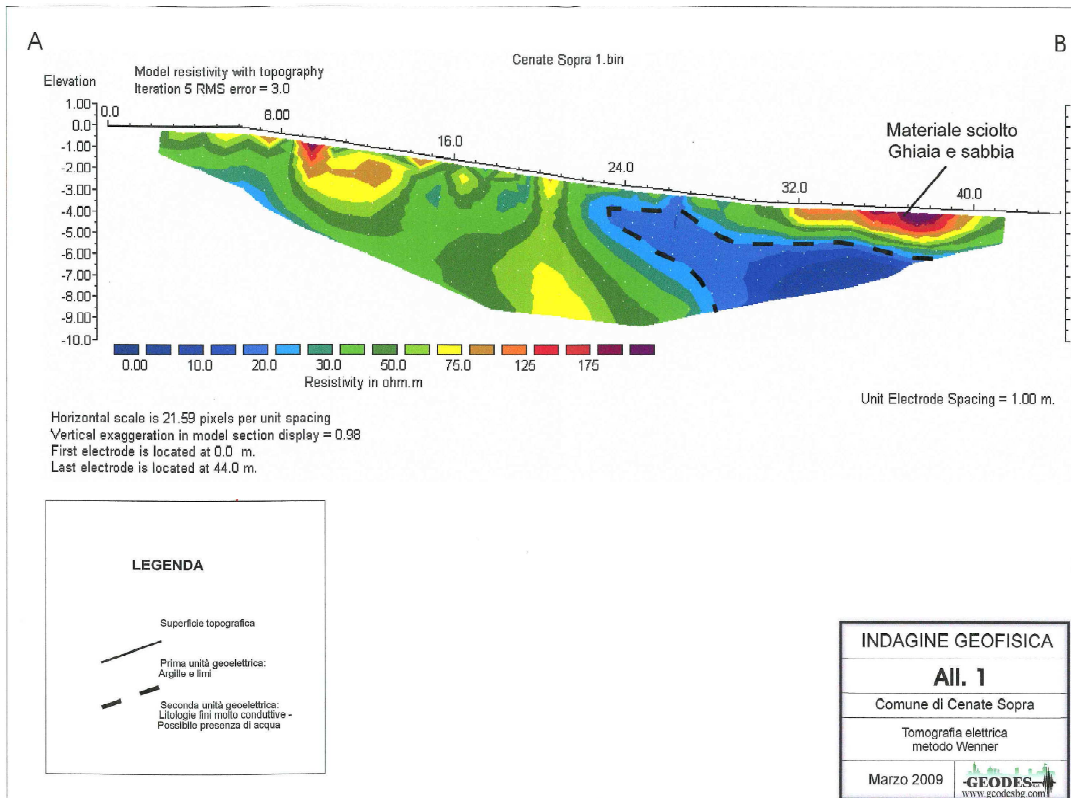 A
B
Cenate Sopra 1.bin
Model resistivity with topography
Iteration 5 RMS error = 3.0
Elevation
1.00
0.0
-1.00
-2.00
-3.00
-4.00
-5.00
-6.00
-7.00
-8.00
-9.00
-10.0
0.0
8.00
16.0
24.0
32.0
40.0
Materiale sciolto
Ghiaia e sabbia
0.00 10.0 20.0 30.0 50.0 75.0 125 175
Resistivity in ohm.m
Unit Electrode Spacing = 1.00 m.
Horizontal scale is 21.59 pixels per unit spacing
Vertical exaggeration in model section display = 0.98
First electrode is located at 0.0 m.
Last electrode is located at 44.0 m.
LEGENDA
Superficie topografica
Prima unità geoelettrica:
Argille e limi
Seconda unità geoelettrica:
Litologie fini molto conduttive -
Possibile presenza di acqua
INDAGINE GEOFISICA
All. 1
Comune di Cenate Sopra
Tomografia elettrica
metodo Wenner
Marzo 2009
GEODES
www.geodesbg.com